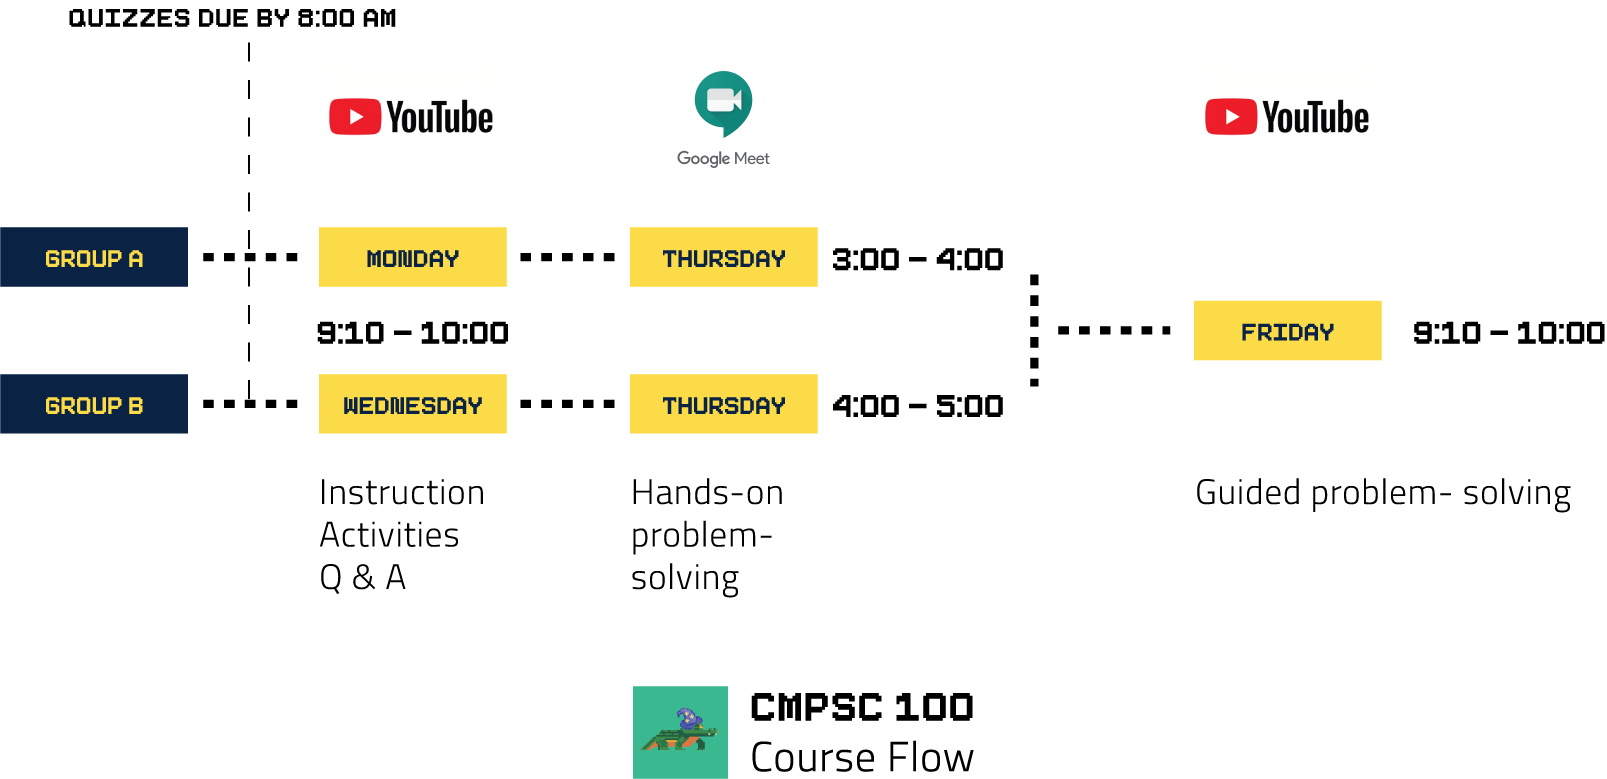 QUIZZES DUE BY 8:00 AM
YouTube
Google Meet
YouTube
GROUP A
MONDAY
THURSDAY
3:00 – 4:00
9:10 – 10:00
FRIDAY
9:10 – 10:00
GROUP B
WEDNESDAY
THURSDAY
4:00 – 5:00
Instruction
Activities
Q & A
Hands-on
problem-
solving
Guided problem- solving
CMPSC 100
Course Flow